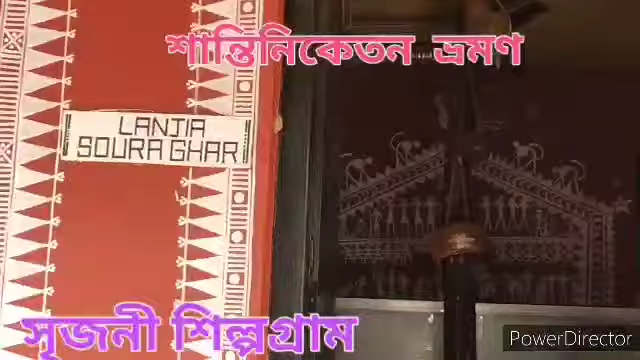 শান্তিনিকেতন ভ্রমণ
LANJIA
SOURA GHAR
সৃজনী শিল্পগ্রাম
PowerDirector